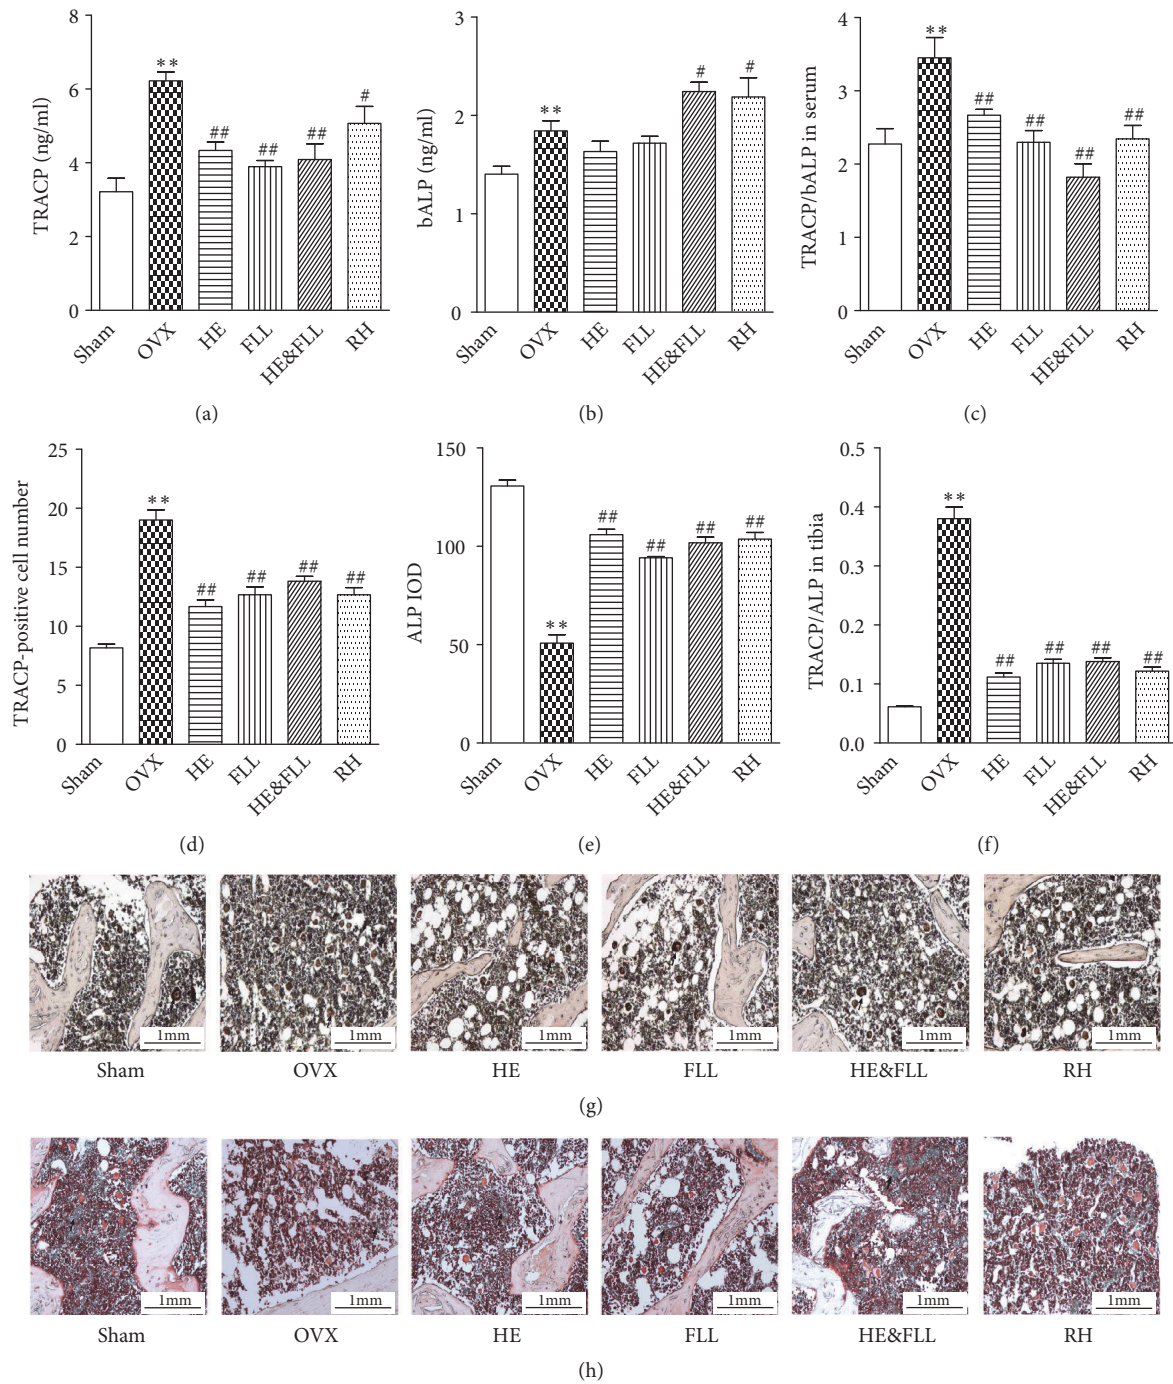 TRACP (ng/ml)
8
6
4
2
0
**
##
##
##
#
Sham
OVX
HE
FLL
HE&FLL
RH
(a)
bALP (ng/ml)
3
2
1
0
**
#
#
Sham
OVX
HE
FLL
HE&FLL
RH
(b)
TRACP/bALP in serum
4
3
2
1
0
**
##
##
##
##
Sham
OVX
HE
FLL
HE&FLL
RH
(c)
TRACP-positive cell number
25
20
15
10
5
0
**
##
##
##
##
Sham
OVX
HE
FLL
HE&FLL
RH
(d)
ALP IOD
150
100
50
0
**
##
##
##
##
Sham
OVX
HE
FLL
HE&FLL
RH
(e)
TRACP/ALP in tibia
0.5
0.4
0.3
0.2
0.1
0.0
**
##
##
##
##
Sham
OVX
HE
FLL
HE&FLL
RH
(f)
1mm 1mm 1mm 1mm 1mm 1mm
Sham OVX HE FLL HE&FLL RH
(g)
1mm 1mm 1mm 1mm 1mm 1mm
Sham OVX HE FLL HE&FLL RH
(h)